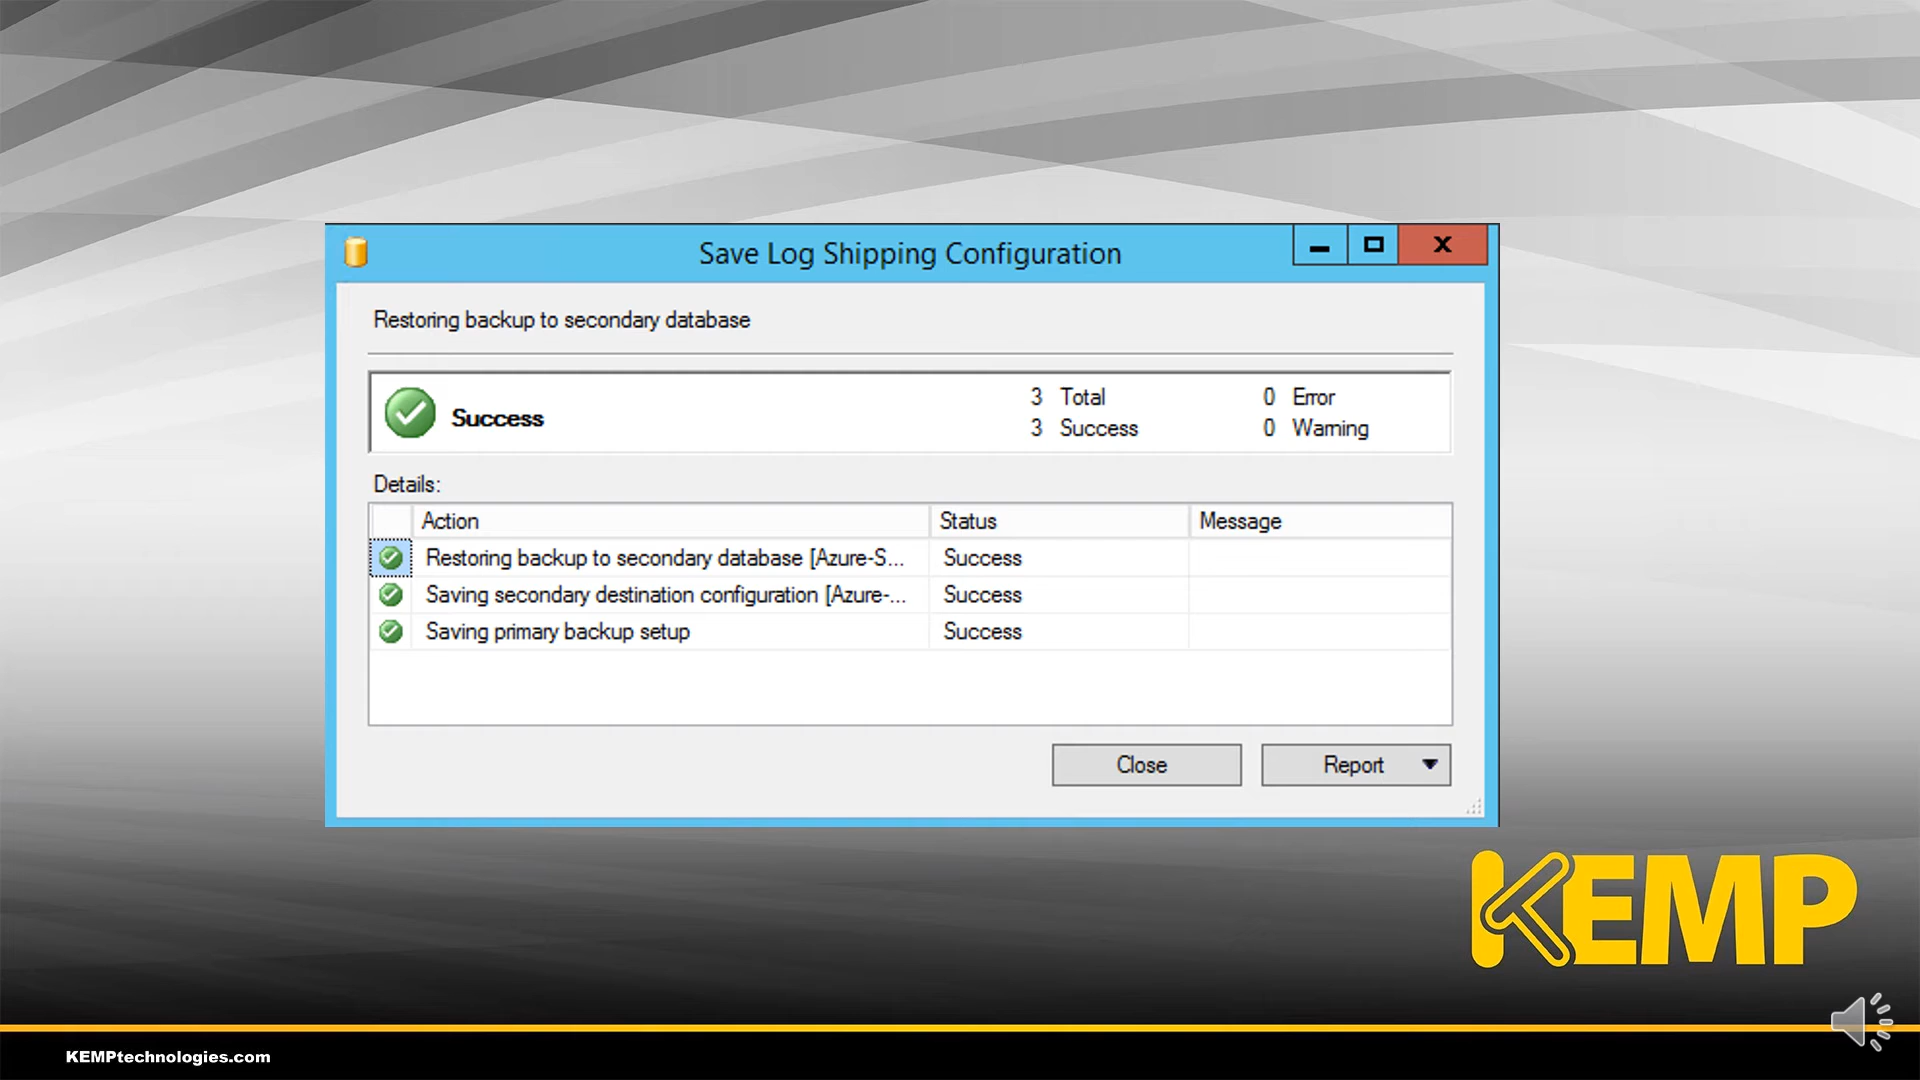 Save Log Shipping Configuration
Restoring backup to secondary database
Success
3 Total 0 Error
3 Success 0 Warning
Details:
Action Status Message
Restoring backup to secondary database [Azure-S... Success
Saving secondary destination configuration [Azure-... Success
Saving primary backup setup Success
Close Report
KEMP
KEMPtechnologies.com